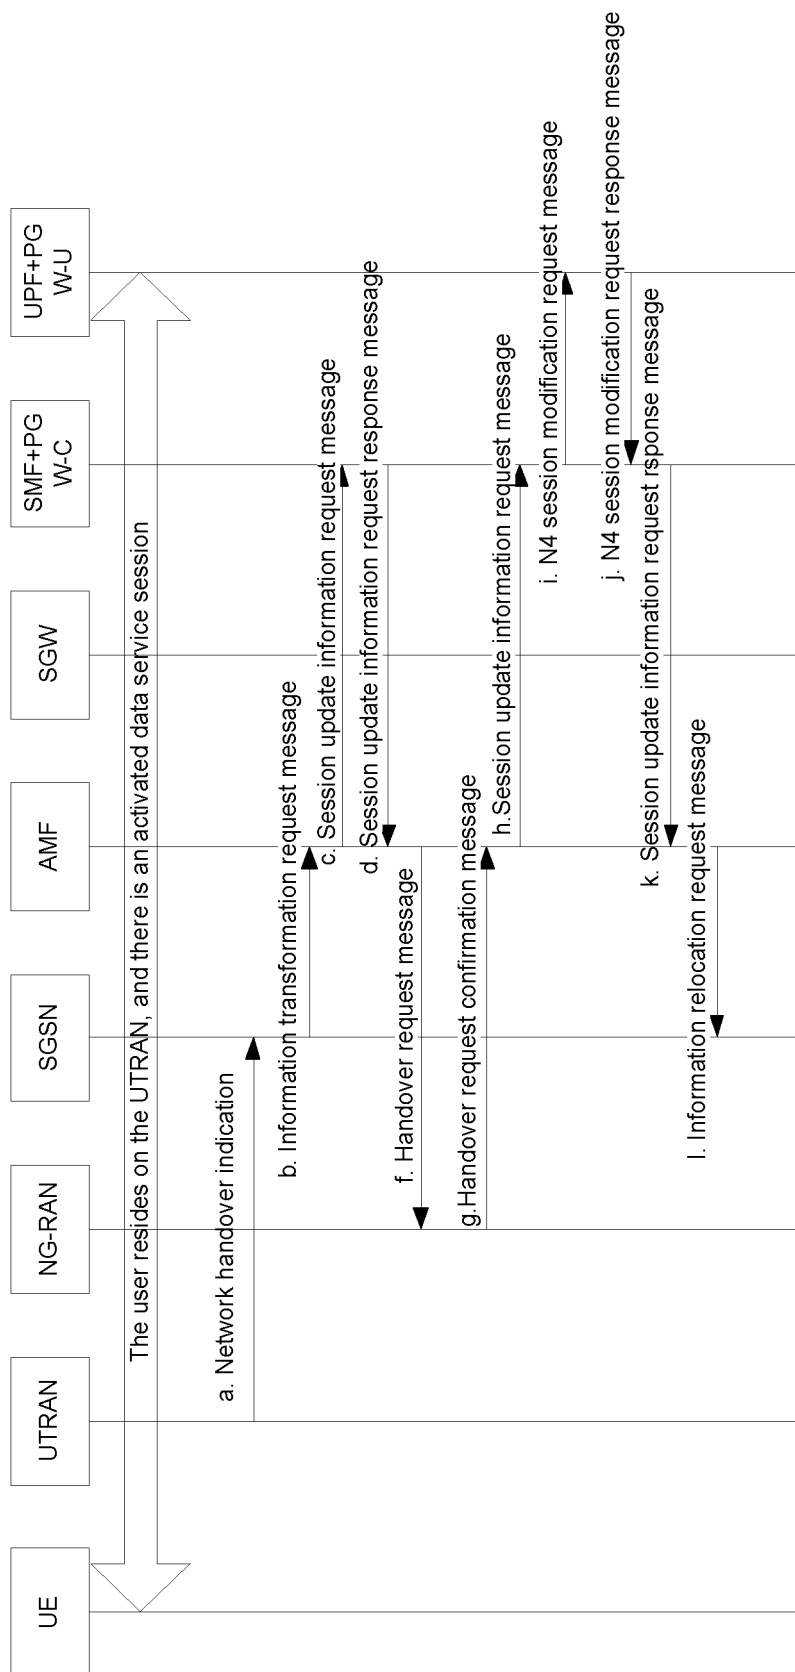 UE
UTRAN
NG-RAN
SGSN
AMF
SGW
SMF+PG
W-C
UPF+PG
W-U
The user resides on the UTRAN, and there is an activated data service session
a. Network handover indication
b. Information transformation request message
c. Session update information request message
d. Session update information request response message
f. Handover request message
g.Handover request confirmation message
h.Session update information request message
i. N4 session modification request message
j. N4 session modification request response message
k. Session update information request rsponse message
l. Information relocation request message